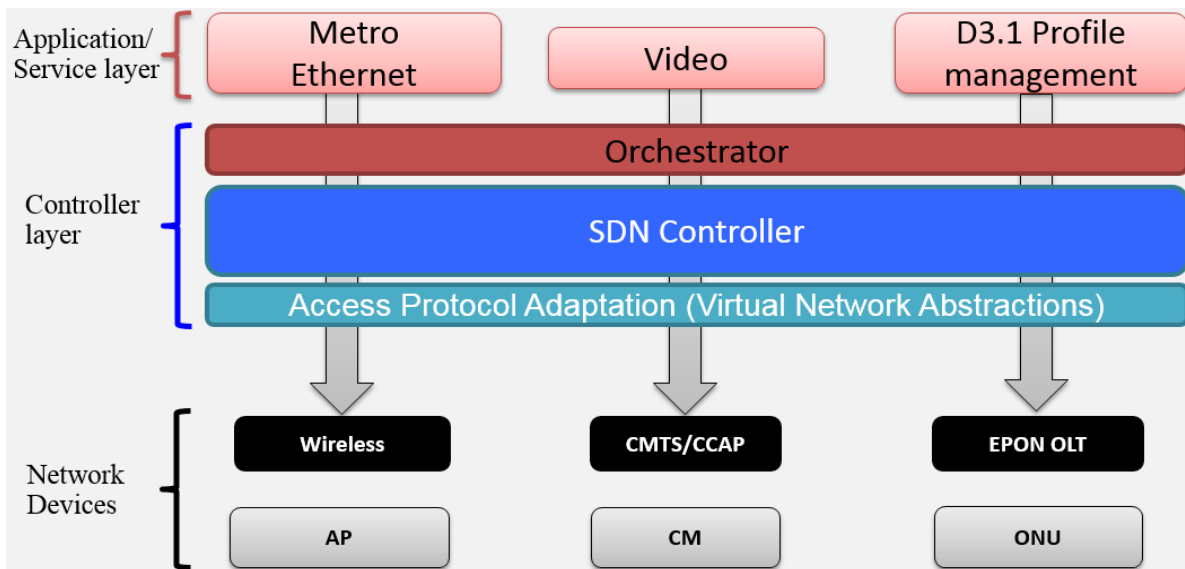 Application/
Service layer
Metro
Ethernet
Video
D3.1 Profile
management
Orchestrator
Controller
layer
SDN Controller
Access Protocol Adaptation (Virtual Network Abstractions)
Network
Devices
Wireless
CMTS/CCAP
EPON OLT
AP
CM
ONU